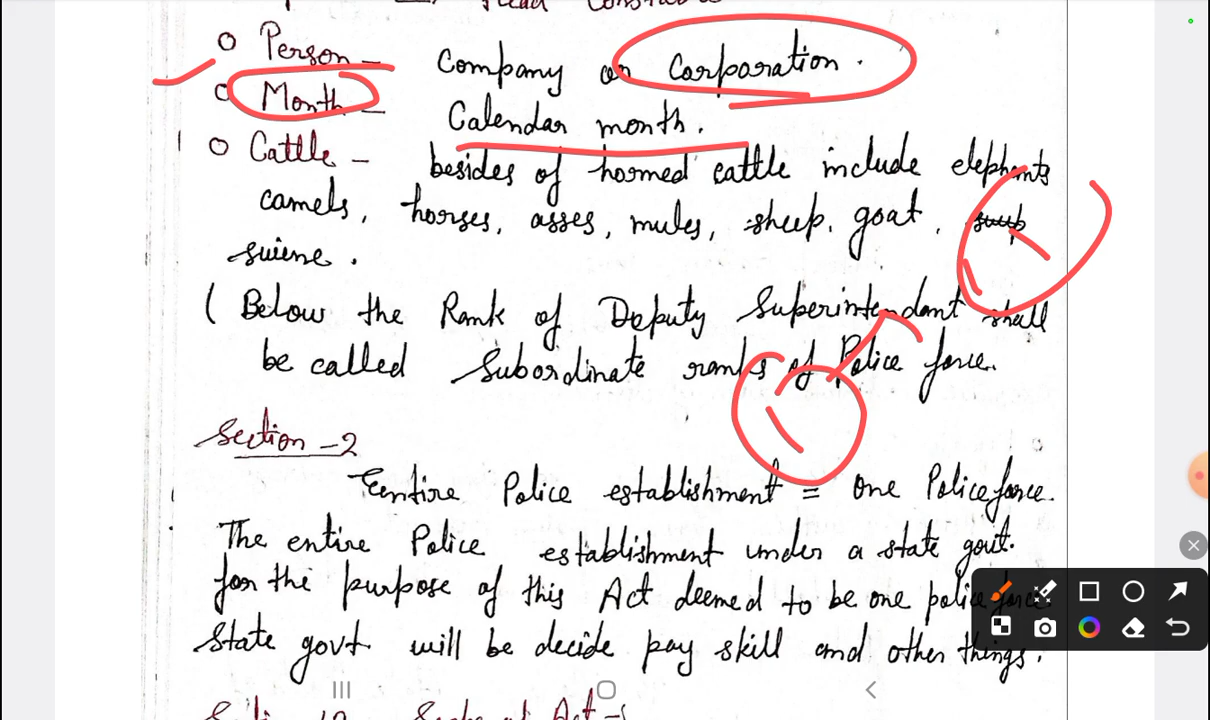 Head Consta
o Person - Company or Corporation.
o Month - Calendar month.
o Cattle - besides of horned cattle include elephants
camels, horses, asses, mules, sheep, goat,
swine.
( Below the Rank of Deputy Superintendant shall
be called Subordinate ranks of Police force.
Section - 2
Entire Police establishment = one Police force.
The entire Police establishment under a state govt.
for the purpose of this Act deemed to be one police force.
State govt will be decide pay skill and other things.